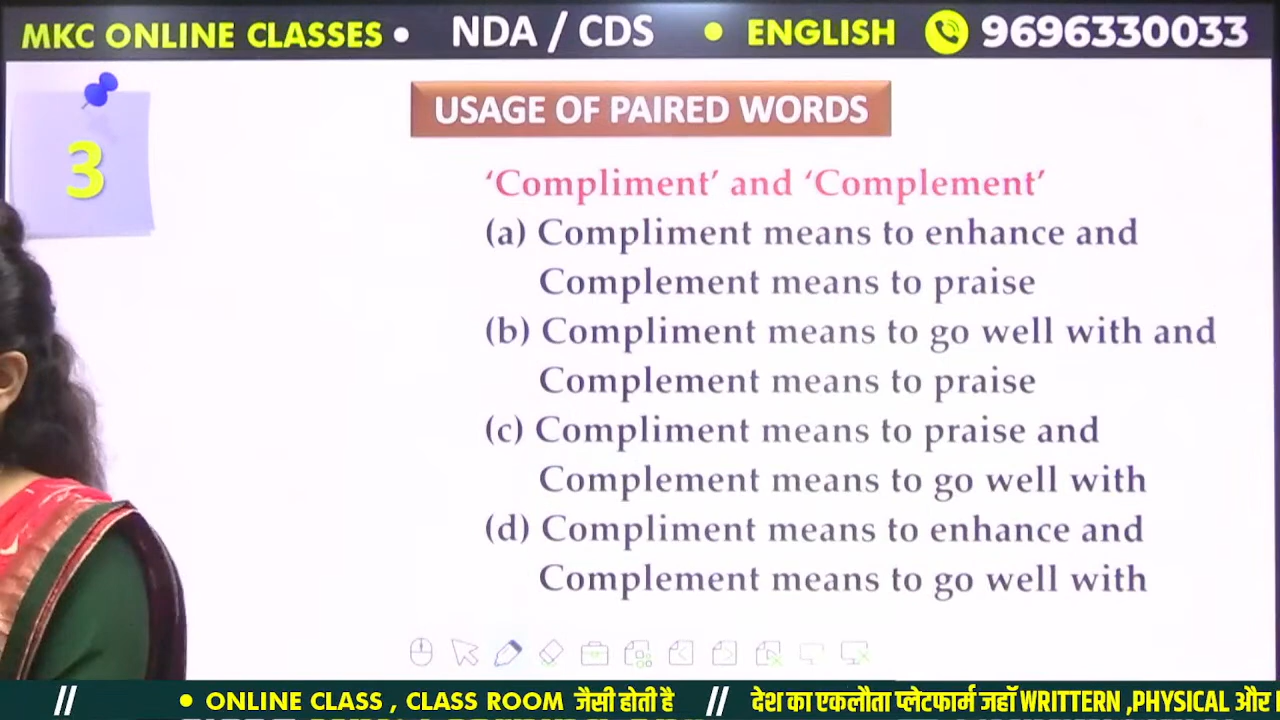 MKC ONLINE CLASSES • NDA / CDS • ENGLISH 9696330033
3
USAGE OF PAIRED WORDS
‘Compliment’ and ‘Complement’
(a) Compliment means to enhance and
Complement means to praise
(b) Compliment means to go well with and
Complement means to praise
(c) Compliment means to praise and
Complement means to go well with
(d) Compliment means to enhance and
Complement means to go well with
// • ONLINE CLASS , CLASS ROOM जैसी होती है // देश का एकलौता प्लेटफार्म जहाँ WRITTERN ,PHYSICAL और